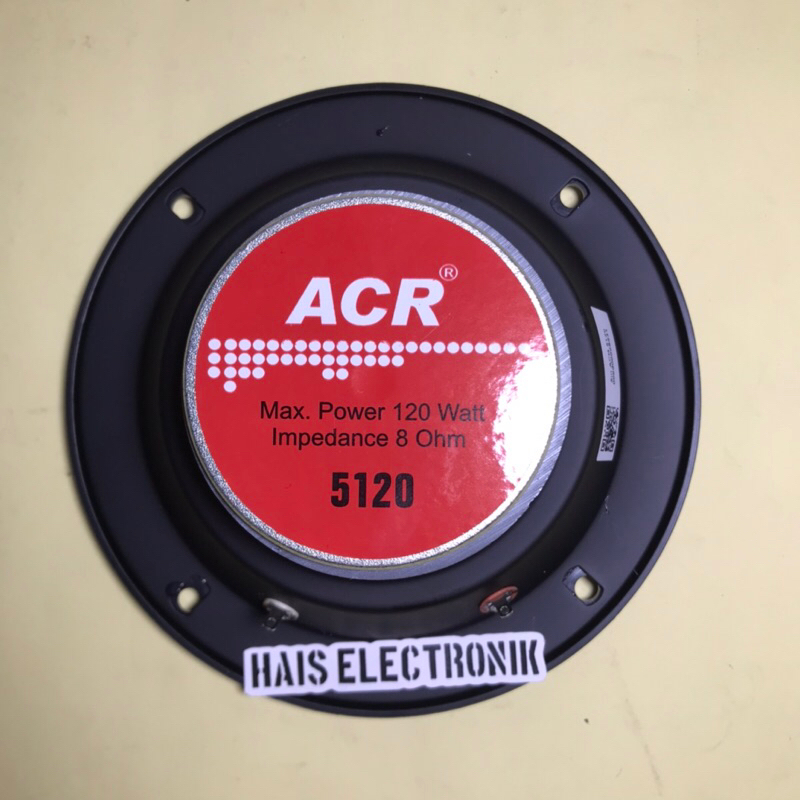 ACR®
Max. Power 120 Watt
Impedance 8 Ohm
5120
HAIS ELECTRONIK